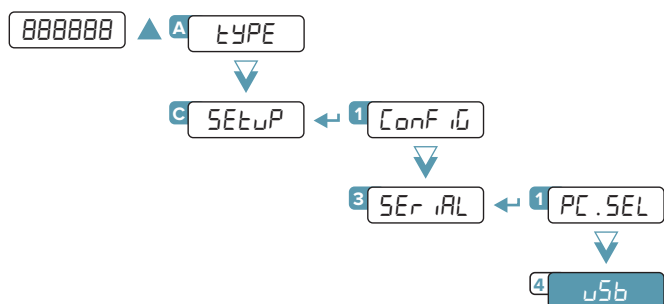 888888 A tYPE
C SEtuP 1 ConFiG
3 SEriAL 1 PC.SEL
4 uSb